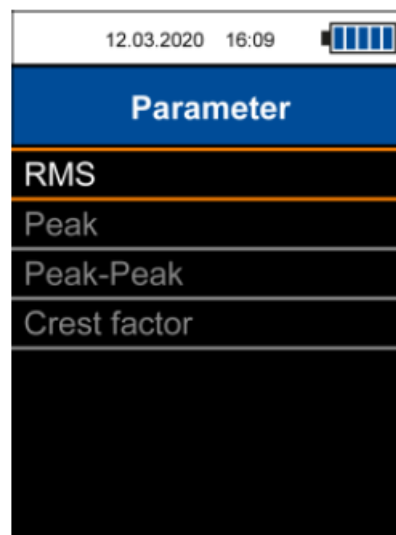 12.03.2020 16:09
Parameter
RMS
Peak
Peak-Peak
Crest factor